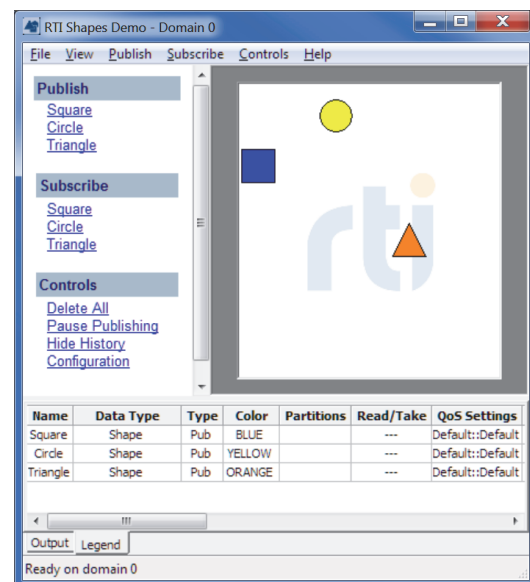 RTI Shapes Demo - Domain 0
File View Publish Subscribe Controls Help
Publish
Square
Circle
Triangle
Subscribe
Square
Circle
Triangle
Controls
Delete All
Pause Publishing
Hide History
Configuration
rti
Name Data Type Type Color Partitions Read/Take QoS Settings
Square Shape Pub BLUE --- Default::Default
Circle Shape Pub YELLOW --- Default::Default
Triangle Shape Pub ORANGE --- Default::Default
Output Legend
Ready on domain 0